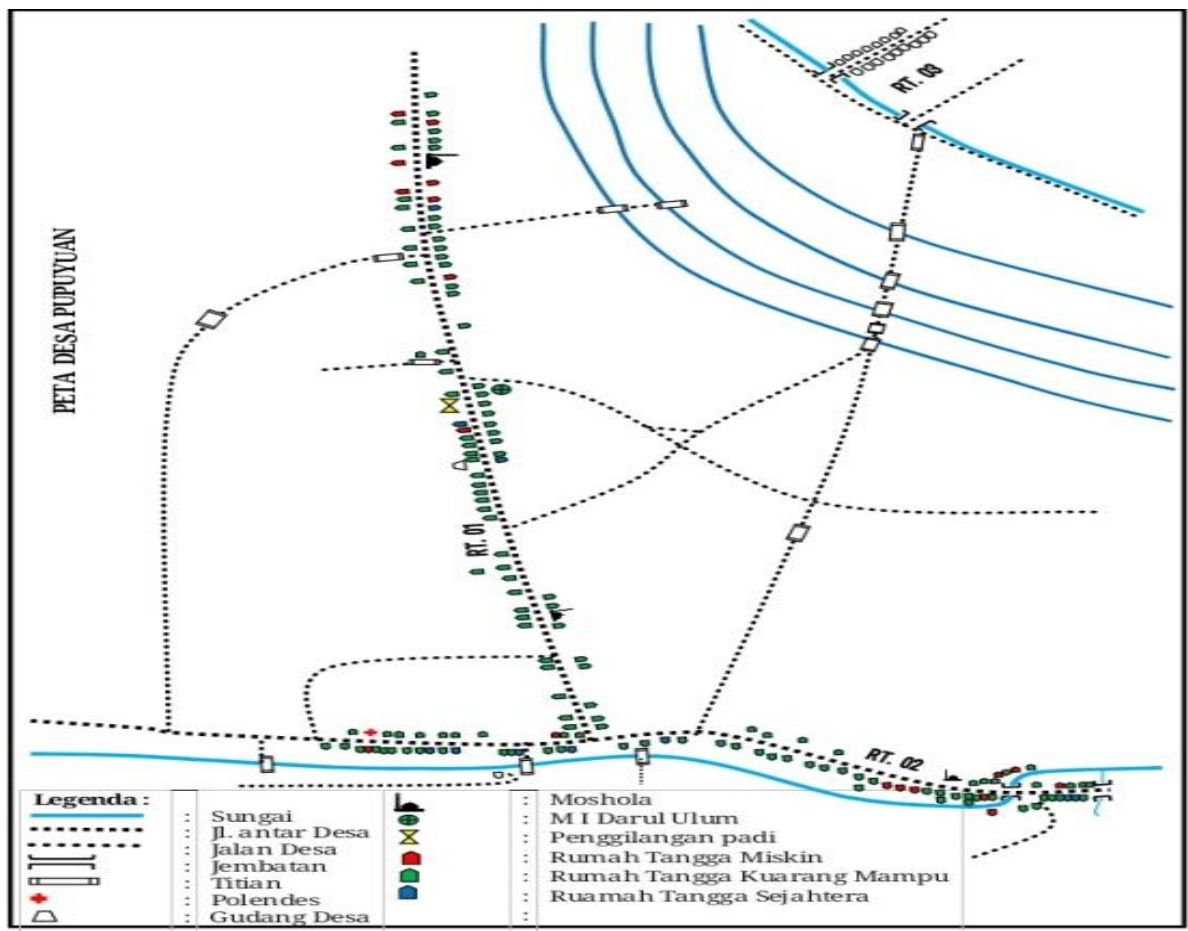 PETA DESA PUPUYUAN
RT. 03
RT. 01
RT. 02
Legenda :
: Sungai
: Jl. antar Desa
: Jalan Desa
: Jembatan
: Titian
: Polendes
: Gudang Desa
: Moshola
: M I Darul Ulum
: Penggilangan padi
: Rumah Tangga Miskin
: Rumah Tangga Kuarang Mampu
: Ruamah Tangga Sejahtera
: